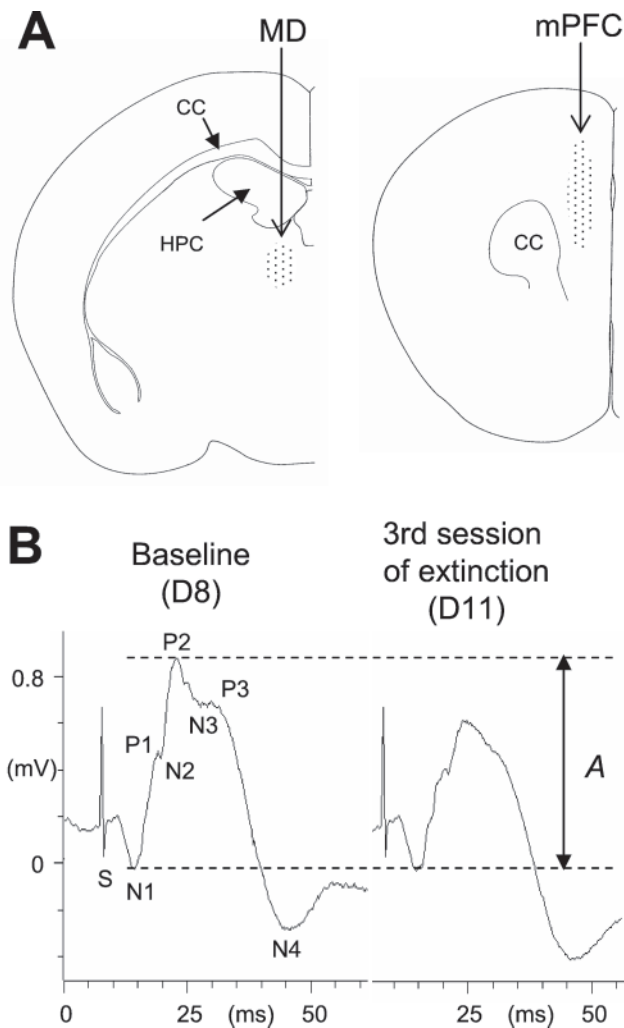 A
MD
mPFC
CC
HPC
CC
B
Baseline
(D8)
3rd session
of extinction
(D11)
P2
0.8
P3
P1
N3
A
N2
(mV)
0
S
N1
N4
0
25
(ms)
50
25
(ms)
50